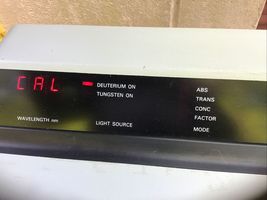 CAL
DEUTERIUM ON
TUNGSTEN ON
WAVELENGTH nm
LIGHT SOURCE
ABS
TRANS
CONC
FACTOR
MODE